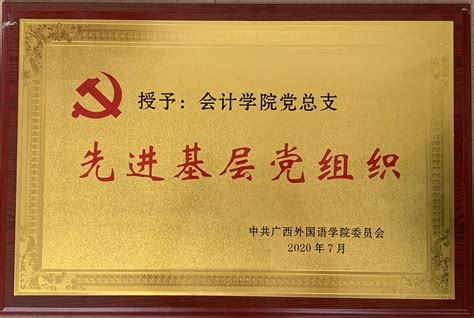 授予：会计学院党总支
先进基层党组织
中共广西外国语学院委员会
2020年7月